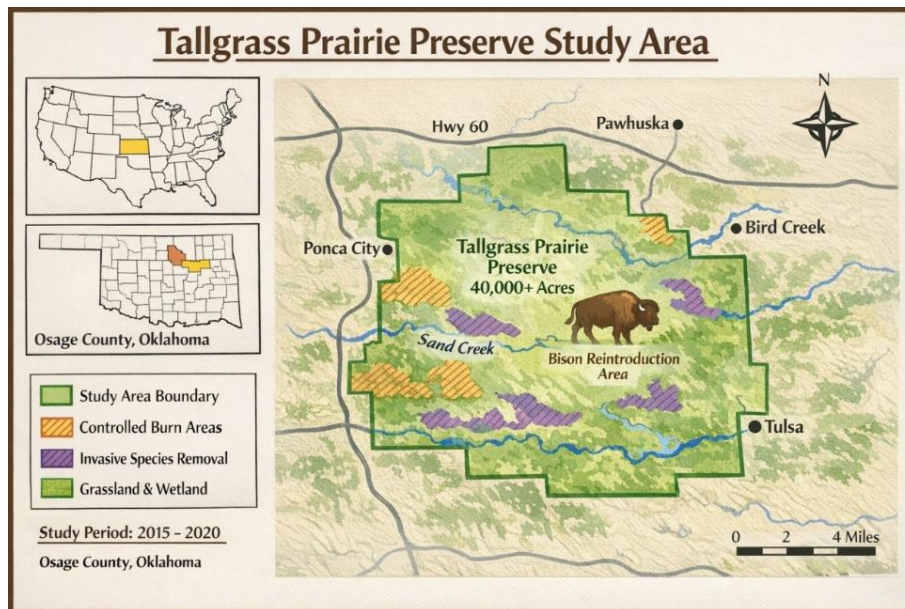 Tallgrass Prairie Preserve Study Area
Osage County, Oklahoma
Study Area Boundary
Controlled Burn Areas
Invasive Species Removal
Grassland & Wetland
Study Period: 2015 – 2020
Osage County, Oklahoma
N
Hwy 60
Pawhuska
Bird Creek
Ponca City
Tallgrass Prairie
Preserve
40,000+ Acres
Sand Creek
Bison Reintroduction
Area
Tulsa
0 2 4 Miles